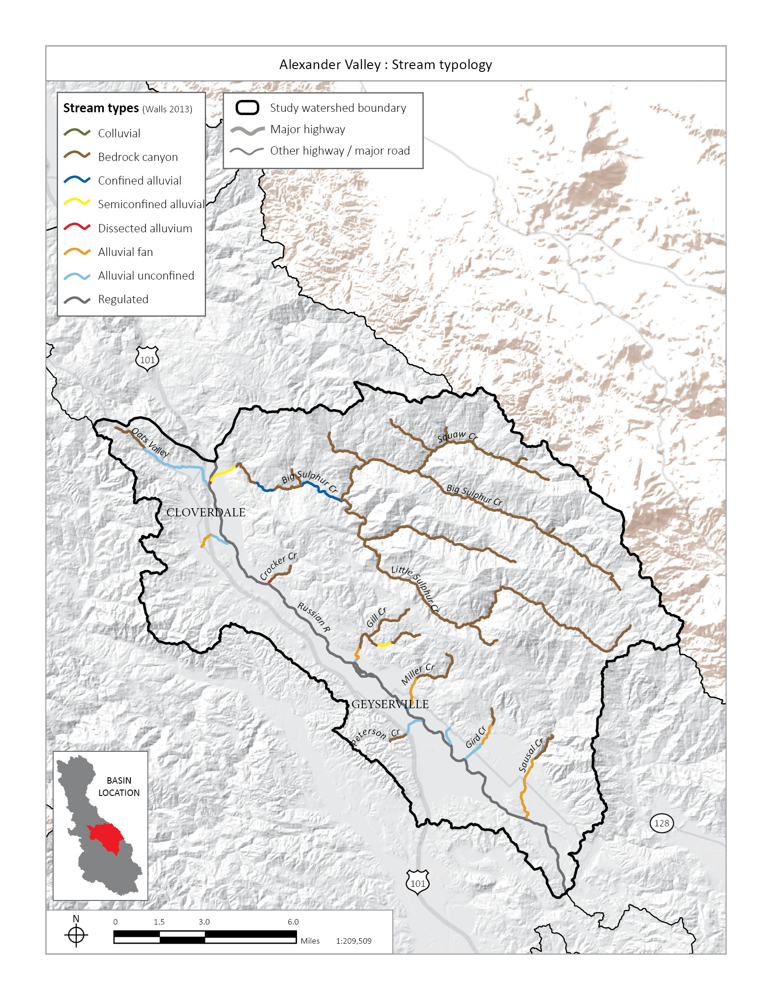 Alexander Valley : Stream typology
Stream types (Walls 2013)
Colluvial
Bedrock canyon
Confined alluvial
Semiconfined alluvial
Dissected alluvium
Alluvial fan
Alluvial unconfined
Regulated
Study watershed boundary
Major highway
Other highway / major road
101
Oats Valley
Squaw Cr
Big Sulphur Cr
Big Sulphur Cr
CLOVERDALE
Crocker Cr
Little Sulphur Cr
Russian R
Gill Cr
Miller Cr
GEYSERVILLE
Peterson Cr
Gird Cr
Sausal Cr
BASIN
LOCATION
128
101
N
0 1.5 3.0 6.0
Miles 1:209,509